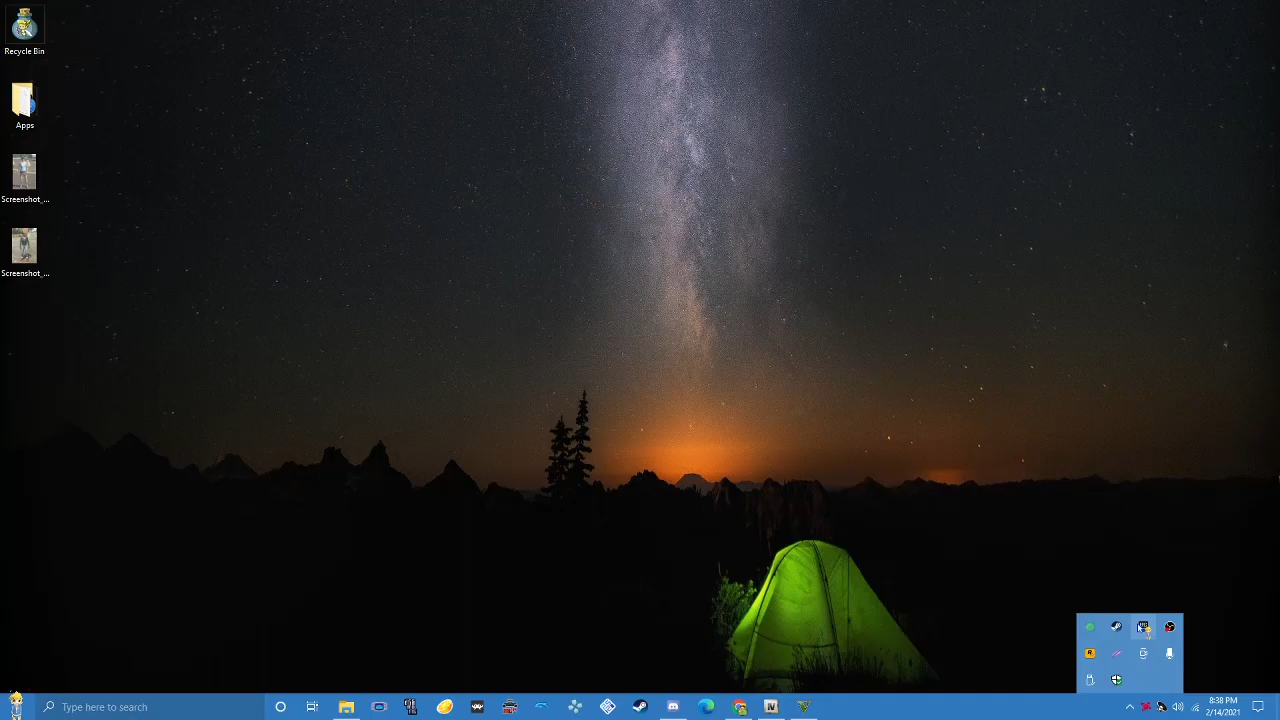 Recycle Bin
Apps
Screenshot_...
Screenshot_...
Type here to search
8:38 PM
2/14/2021